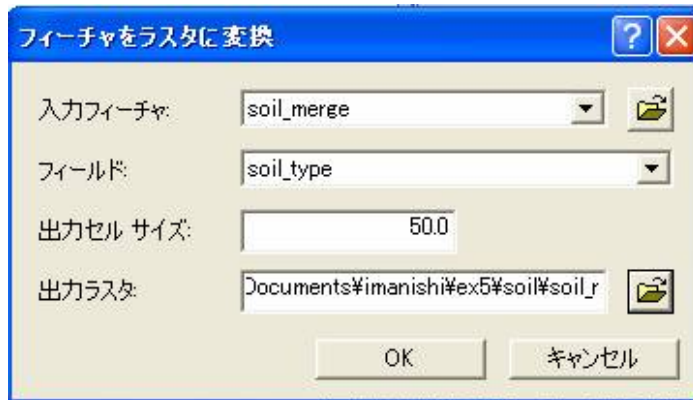 フィーチャをラスタに変換
入力フィーチャ: soil_merge
フィールド: soil_type
出力セル サイズ: 50.0
出力ラスタ: Documents¥imanishi¥ex5¥soil¥soil_r
OK キャンセル